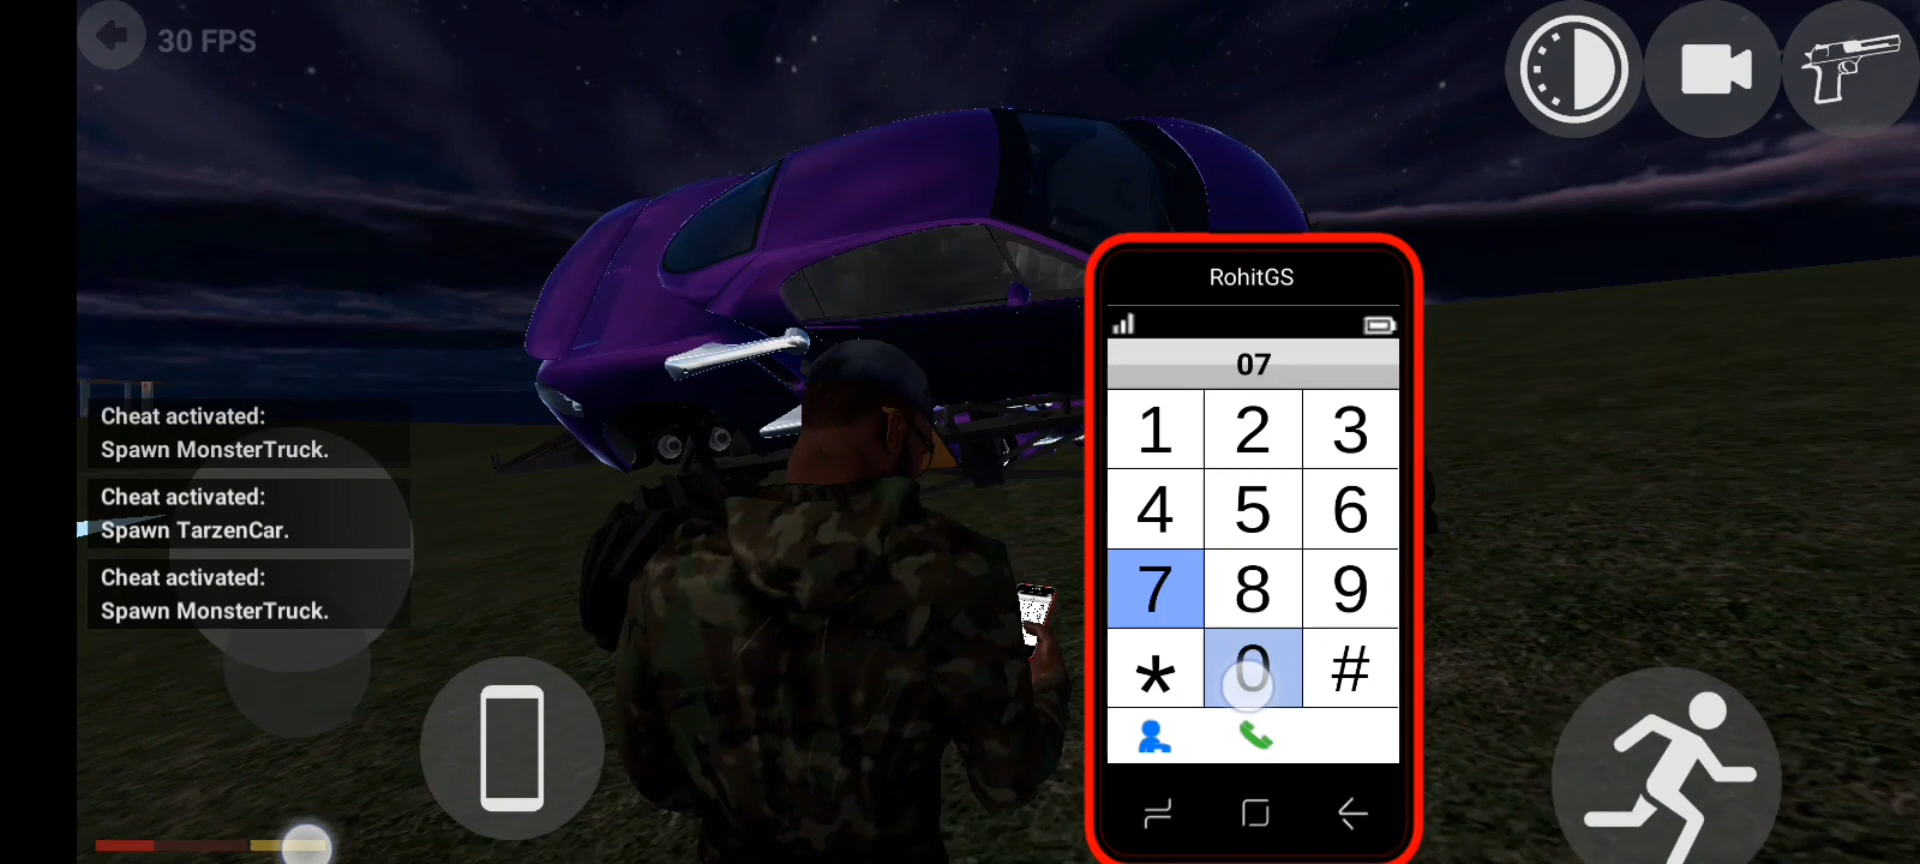 30 FPS
Cheat activated:
Spawn MonsterTruck.
Cheat activated:
Spawn TarzenCar.
Cheat activated:
Spawn MonsterTruck.
RohitGS
07
1 2 3
4 5 6
7 8 9
* 0 #